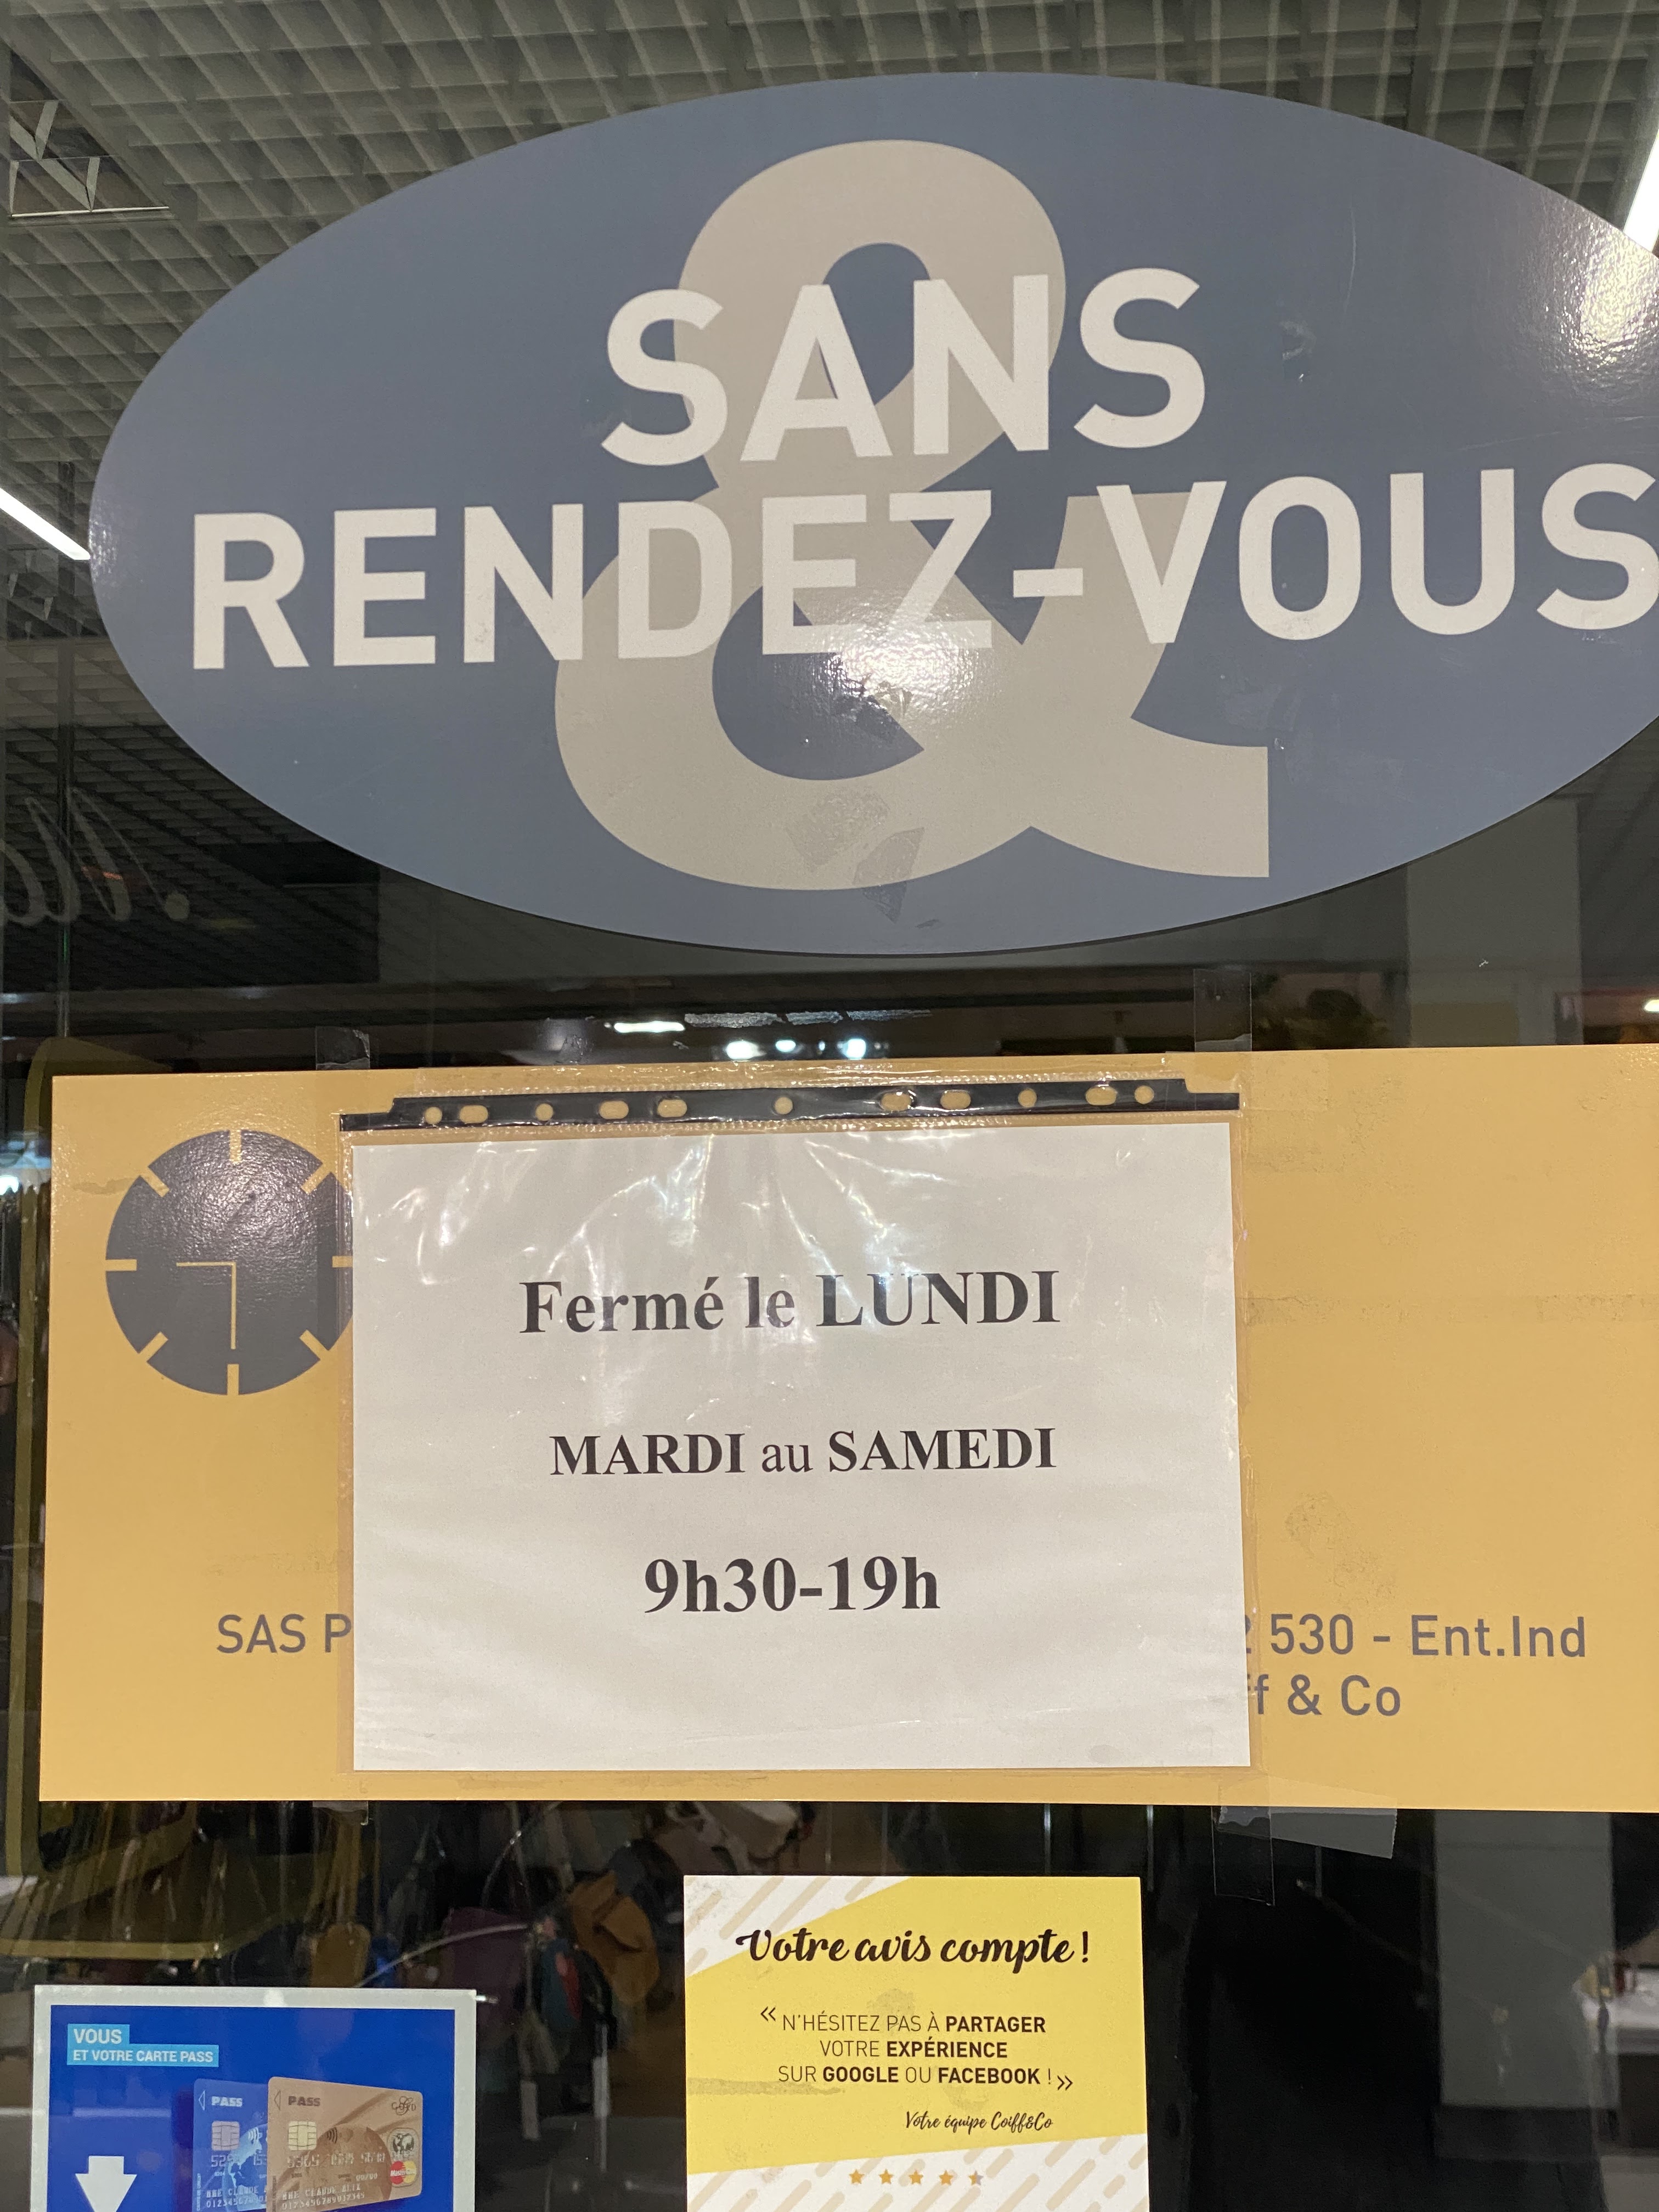 SANS
RENDEZ-VOUS
Fermé le LUNDI
MARDI au SAMEDI
9h30-19h
SAS P
530 - Ent.Ind
& Co
Votre avis compte !
« N'HÉSITEZ PAS À PARTAGER
VOTRE EXPÉRIENCE
SUR GOOGLE OU FACEBOOK ! »
Votre équipe Coiff&Co
VOUS
ET VOTRE CARTE PASS
PASS
PASS
GOLD